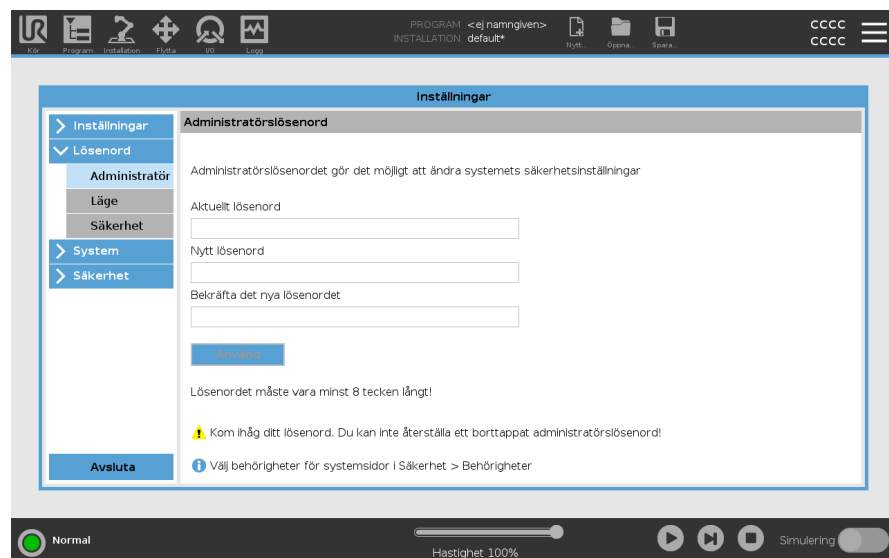 PROGRAM <ej namngiven>
INSTALLATION default*
cccc
cccc
Kör Program Installation Flytta I/O Logg Nytt... Öppna... Spara...
Inställningar
Inställningar
Lösenord
Administratör
Läge
Säkerhet
System
Säkerhet
Avsluta
Administratörslösenord
Administratörslösenordet gör det möjligt att ändra systemets säkerhetsinställningar
Aktuellt lösenord
Nytt lösenord
Bekräfta det nya lösenordet
Använd
Lösenordet måste vara minst 8 tecken långt!
Kom ihåg ditt lösenord. Du kan inte återställa ett borttappat administratörslösenord!
Välj behörigheter för systemsidor i Säkerhet > Behörigheter
Normal
Hastighet 100%
Simulering